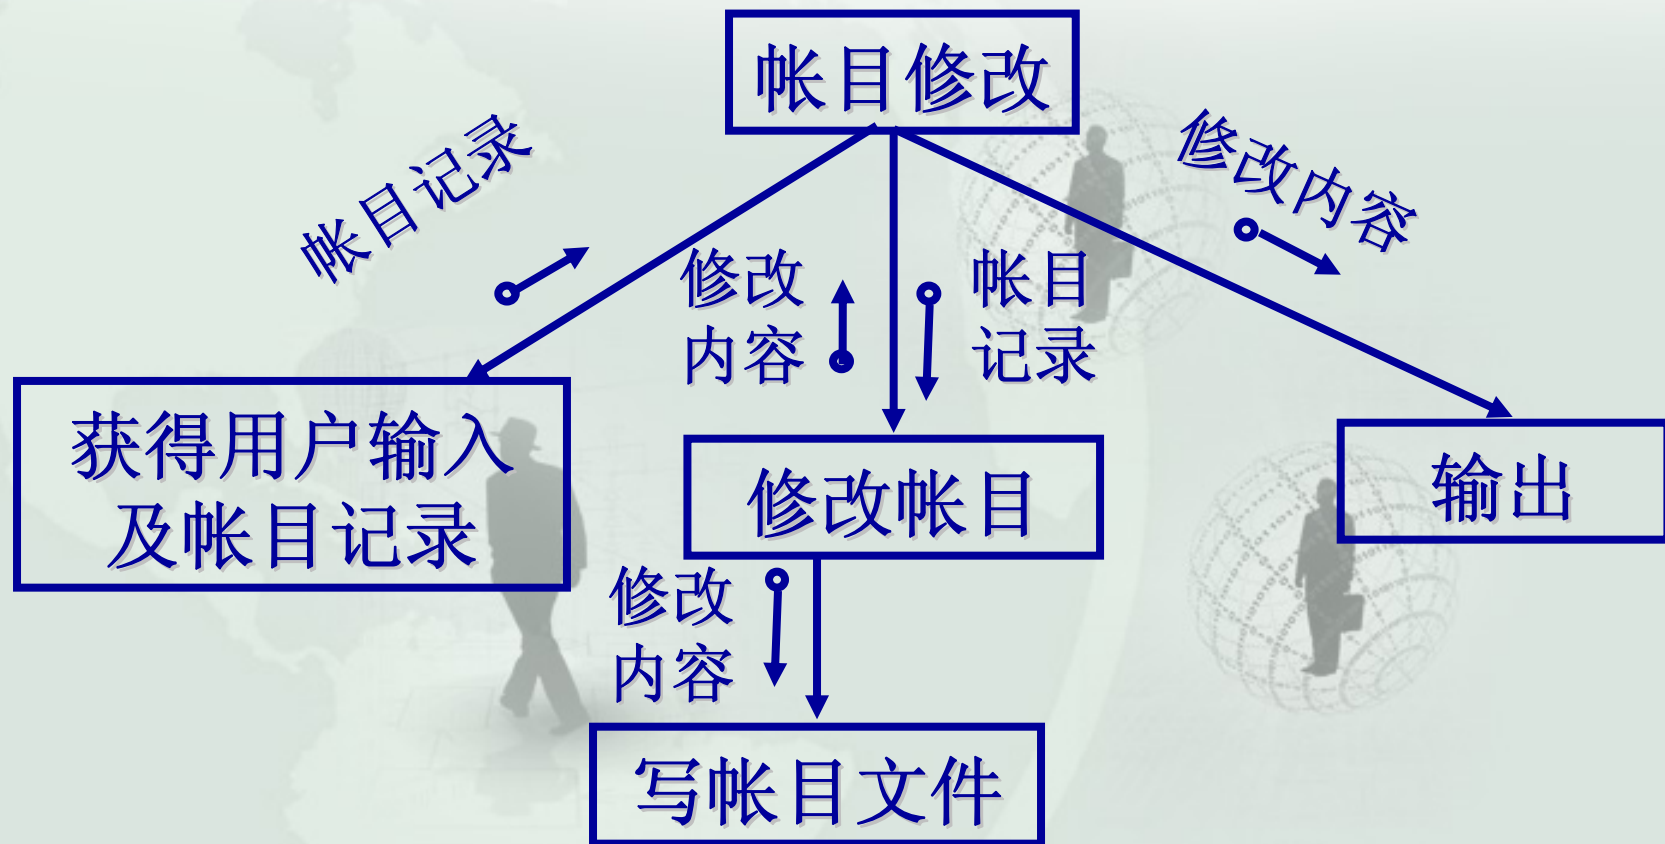 帐目修改
帐目记录
修改内容
修改
内容
帐目
记录
获得用户输入
及帐目记录
修改帐目
输出
修改
内容
写帐目文件